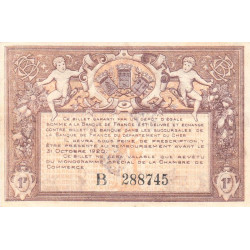 CE BILLET GARANTI PAR UN DÉPÔT D'ÉGALE
SOMME A LA BANQUE DE FRANCE EST DONNÉ EN ÉCHANGE
CONTRE BILLET DE BANQUE DANS LES SUCCURSALES DE
LA BANQUE DE FRANCE DU DÉPARTEMENT DU CHER
IL DEVRA SOUS PEINE DE PRESCRIPTION
ÊTRE PRÉSENTÉ AU REMBOURSEMENT AVANT LE
31 OCTOBRE 1920.
CE BILLET NE SERA VALABLE QUE REVÊTU
DU MONOGRAMME SPÉCIAL DE LA CHAMBRE DE
COMMERCE
1F 1F
B 288745